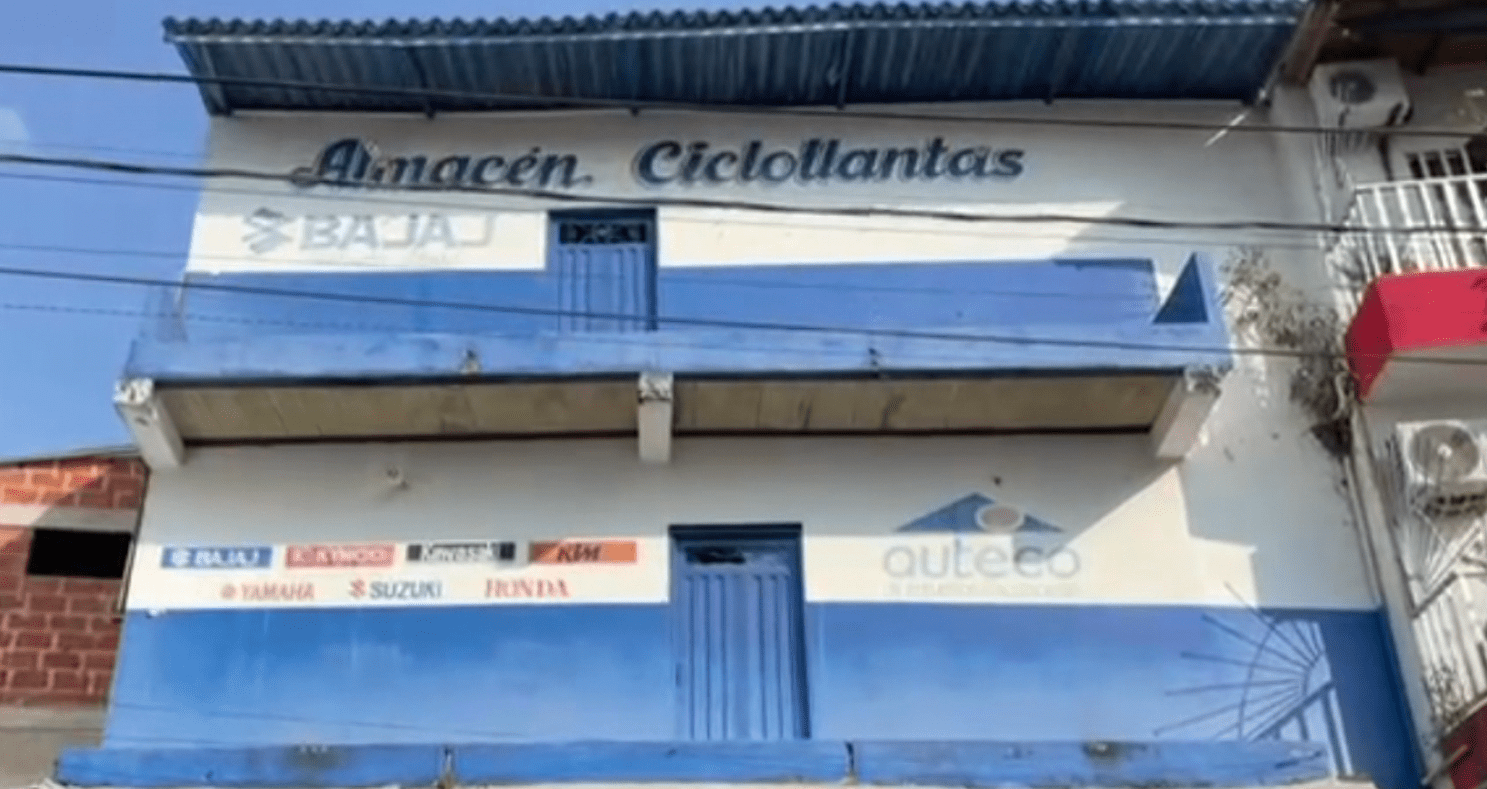 Almacén Ciclollantas
BAJAJ
BAJAJ KYMCO Kawasaki KTM
YAMAHA SUZUKI HONDA
auteco